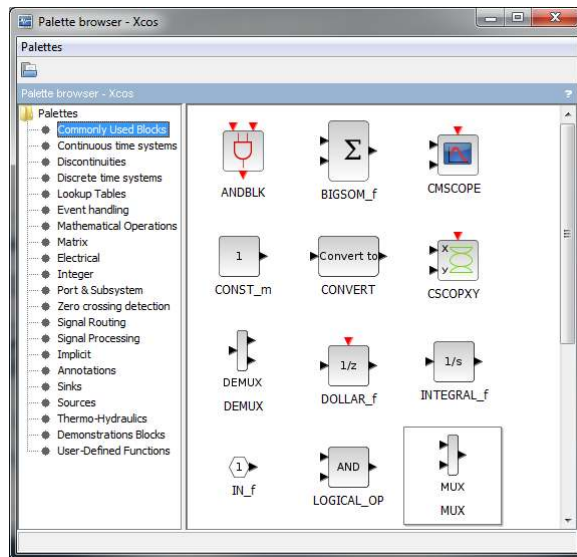 Palette browser - Xcos
Palettes
Palette browser - Xcos
?
Palettes
Commonly Used Blocks
Continuous time systems
Discontinuities
Discrete time systems
Lookup Tables
Event handling
Mathematical Operations
Matrix
Electrical
Integer
Port & Subsystem
Zero crossing detection
Signal Routing
Signal Processing
Implicit
Annotations
Sinks
Sources
Thermo-Hydraulics
Demonstrations Blocks
User-Defined Functions
Σ
ANDBLK BIGSOM_f CMSCOPE
1 Convert to x
y
CONST_m CONVERT CSCOPXY
1/z 1/s
DEMUX
DEMUX DOLLAR_f INTEGRAL_f
1 AND
MUX
IN_f LOGICAL_OP MUX